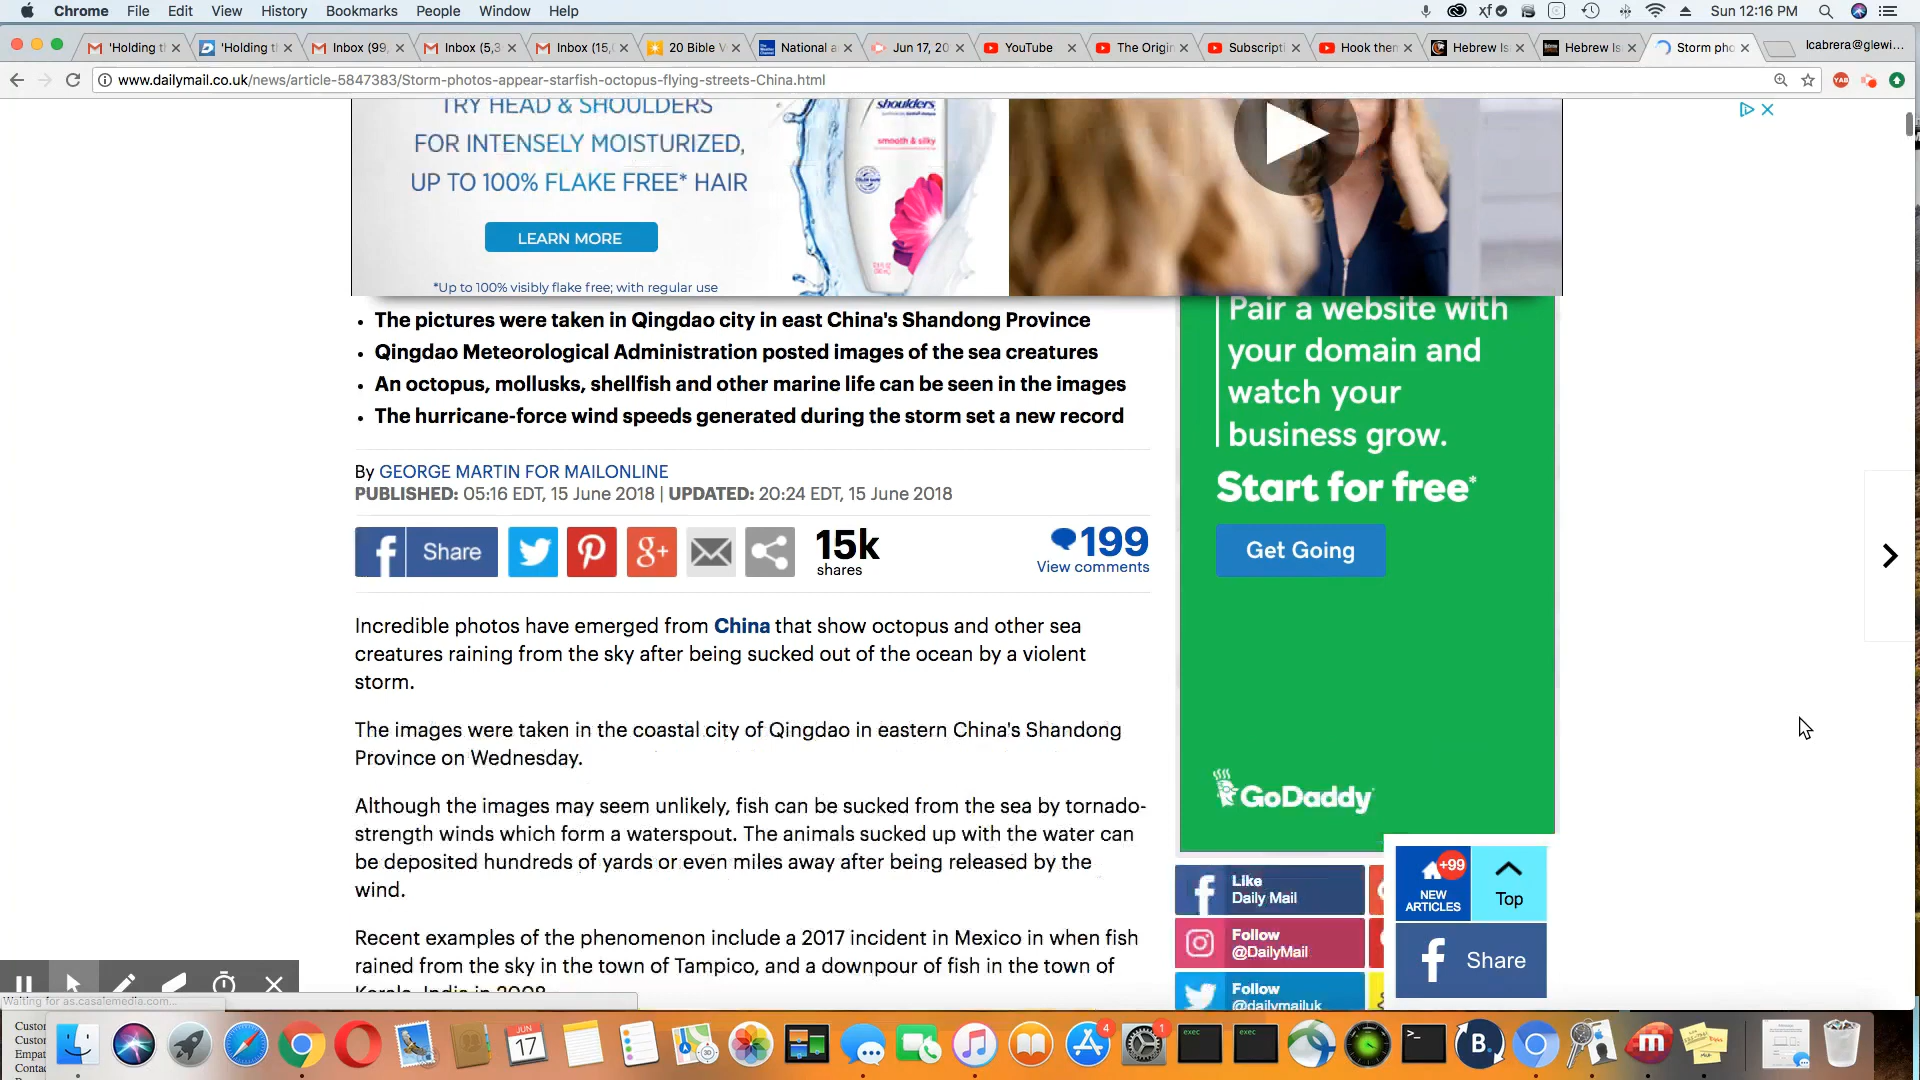 Chrome File Edit View History Bookmarks People Window Help
Sun 12:16 PM
'Holding t
'Holding t
Inbox (99,
Inbox (5,3
Inbox (15,
20 Bible V
National a
Jun 17, 20
YouTube
The Origin
Subscripti
Hook then
Hebrew Is
Hebrew Is
Storm pho
lcabrera@glewi...
www.dailymail.co.uk/news/article-5847383/Storm-photos-appear-starfish-octopus-flying-streets-China.html
TRY HEAD & SHOULDERS
FOR INTENSELY MOISTURIZED,
UP TO 100% FLAKE FREE* HAIR
LEARN MORE
*Up to 100% visibly flake free; with regular use
shoulders
smooth & silky
• The pictures were taken in Qingdao city in east China's Shandong Province
• Qingdao Meteorological Administration posted images of the sea creatures
• An octopus, mollusks, shellfish and other marine life can be seen in the images
• The hurricane-force wind speeds generated during the storm set a new record
By GEORGE MARTIN FOR MAILONLINE
PUBLISHED: 05:16 EDT, 15 June 2018 | UPDATED: 20:24 EDT, 15 June 2018
Share
15k
shares
199
View comments
Incredible photos have emerged from China that show octopus and other sea
creatures raining from the sky after being sucked out of the ocean by a violent
storm.
The images were taken in the coastal city of Qingdao in eastern China's Shandong
Province on Wednesday.
Although the images may seem unlikely, fish can be sucked from the sea by tornado-
strength winds which form a waterspout. The animals sucked up with the water can
be deposited hundreds of yards or even miles away after being released by the
wind.
Recent examples of the phenomenon include a 2017 incident in Mexico in when fish
rained from the sky in the town of Tampico, and a downpour of fish in the town of
Kerala, India in 2008
Pair a website with
your domain and
watch your
business grow.
Start for free*
Get Going
GoDaddy
Like
Daily Mail
Follow
@DailyMail
Follow
@dailymailuk
+99
NEW
ARTICLES
Top
Share
Waiting for as.casalemedia.com...
Custor
Custo
Empat
Conta
JUN
17
4
1
exec
exec
B.